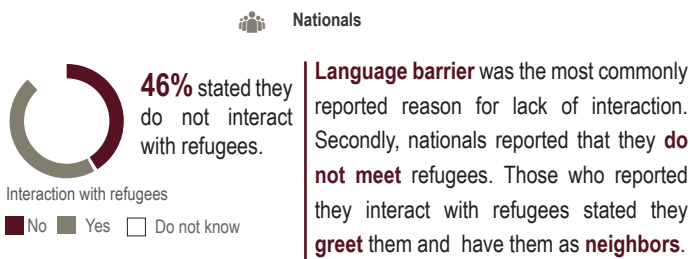 Nationals
46% stated they
do not interact
with refugees.
Interaction with refugees
No Yes Do not know
Language barrier was the most commonly
reported reason for lack of interaction.
Secondly, nationals reported that they do
not meet refugees. Those who reported
they interact with refugees stated they
greet them and have them as neighbors.